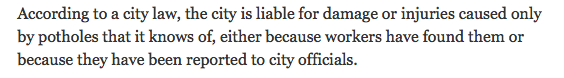 According to a city law, the city is liable for damage or injuries caused only
by potholes that it knows of, either because workers have found them or
because they have been reported to city officials.